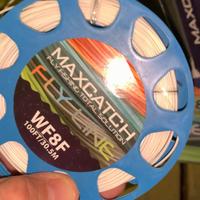 MAXCATCH
FLY FISHING TOTAL SOLUTION
FLY LINE
WF8F
100FT/30.5M